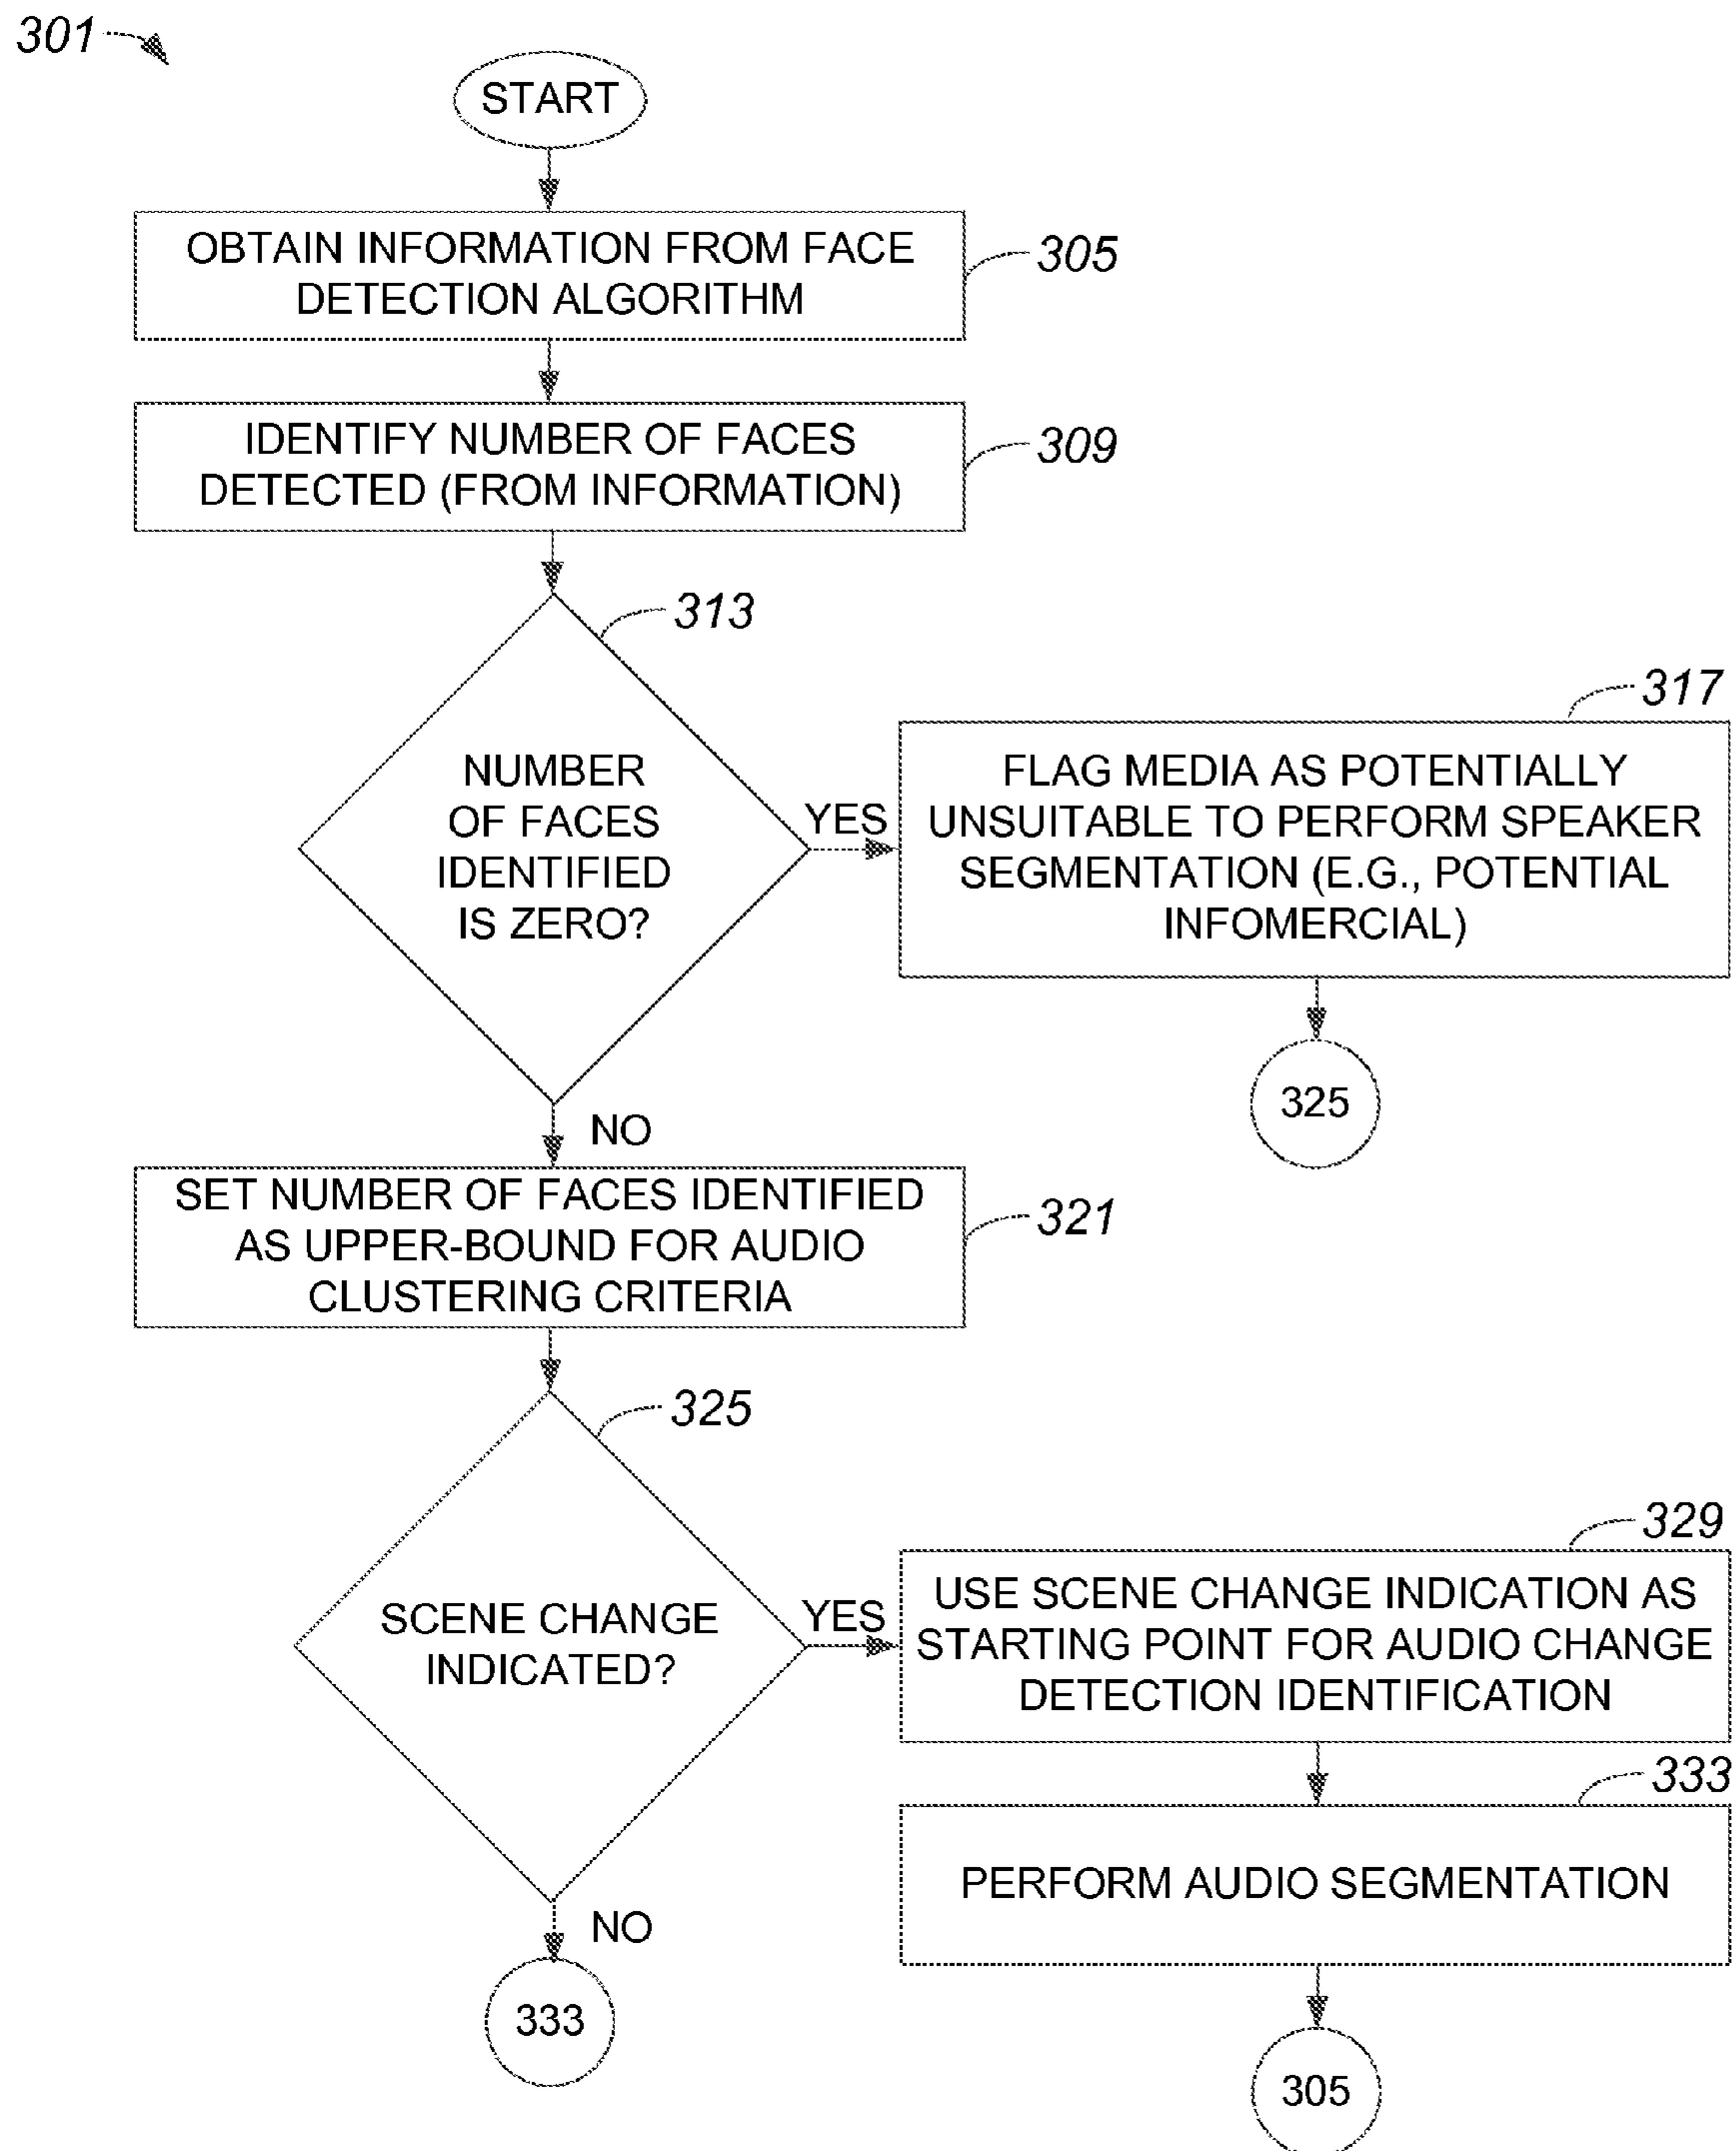 301
START
OBTAIN INFORMATION FROM FACE
DETECTION ALGORITHM
305
IDENTIFY NUMBER OF FACES
DETECTED (FROM INFORMATION)
309
313
NUMBER
OF FACES
IDENTIFIED
IS ZERO?
YES
317
FLAG MEDIA AS POTENTIALLY
UNSUITABLE TO PERFORM SPEAKER
SEGMENTATION (E.G., POTENTIAL
INFOMERCIAL)
325
NO
SET NUMBER OF FACES IDENTIFIED
AS UPPER-BOUND FOR AUDIO
CLUSTERING CRITERIA
321
325
SCENE CHANGE
INDICATED?
YES
329
USE SCENE CHANGE INDICATION AS
STARTING POINT FOR AUDIO CHANGE
DETECTION IDENTIFICATION
333
PERFORM AUDIO SEGMENTATION
NO
333
305